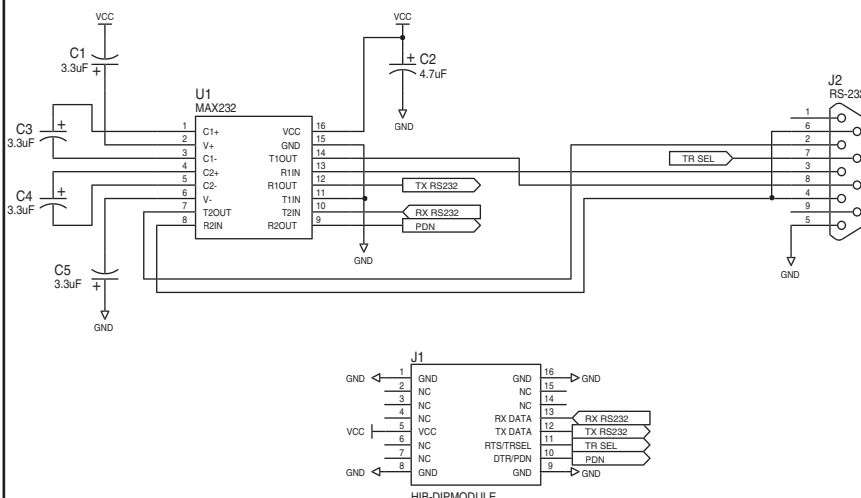 VCC
C1
3.3uF
+
VCC
+
C2
4.7uF
GND
U1
MAX232
C3
3.3uF
+
C4
3.3uF
+
C5
3.3uF
+
GND
1 C1+ VCC 16
2 V+ GND 15
3 C1- T1OUT 14
4 C2+ R1IN 13
5 C2- R1OUT 12 TX RS232
6 V- T1IN 11
7 T2OUT T2IN 10 RX RS232
8 R2IN R2OUT 9 PDN
GND
TR SEL
J2
RS-232
1
6
2
7
3
8
4
9
5
GND
J1
GND 1 GND GND 16 GND
2 NC NC 15
3 NC NC 14
4 NC RX DATA 13 RX RS232
VCC 5 VCC TX DATA 12 TX RS232
6 NC RTS/TRSEL 11 TR SEL
7 NC DTR/PDN 10 PDN
GND 8 GND GND 9 GND